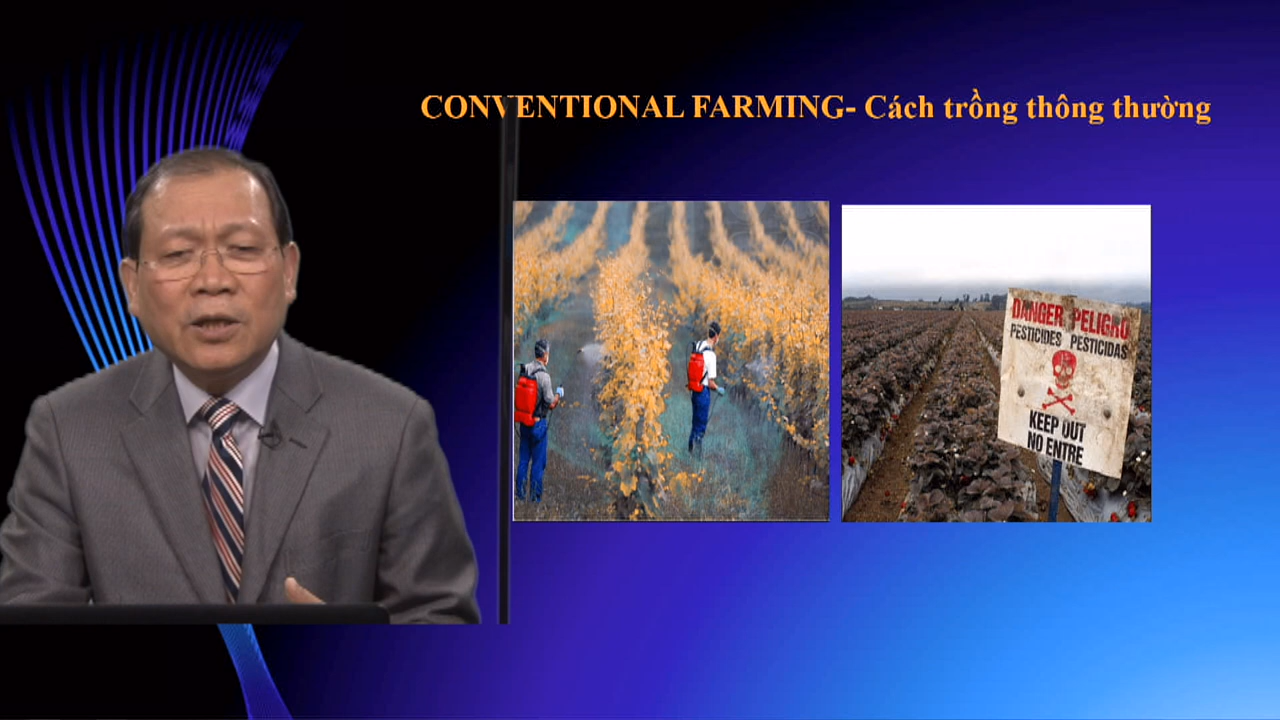 CONVENTIONAL FARMING- Cách trồng thông thường
DANGER PELIGRO
PESTICIDES PESTICIDAS
KEEP OUT
NO ENTRE